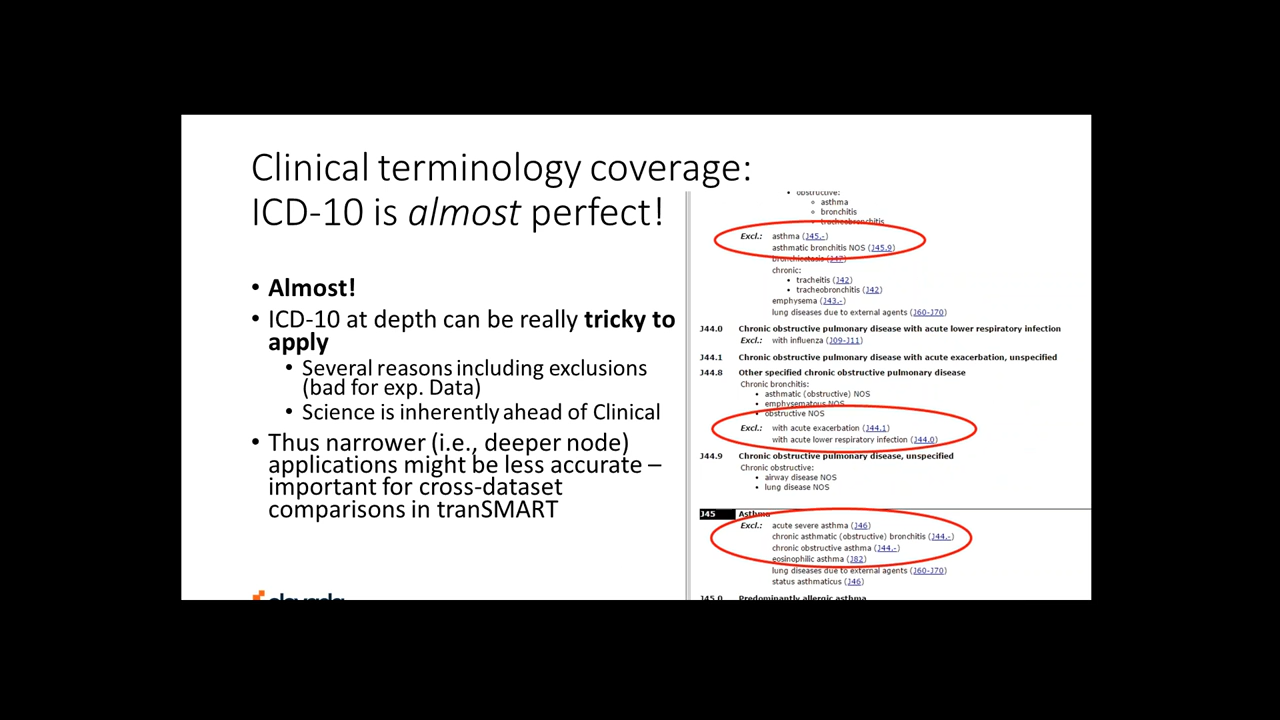 Clinical terminology coverage:
ICD-10 is almost perfect!
• Almost!
• ICD-10 at depth can be really tricky to
apply
• Several reasons including exclusions
(bad for exp. Data)
• Science is inherently ahead of Clinical
• Thus narrower (i.e., deeper node)
applications might be less accurate –
important for cross-dataset
comparisons in tranSMART
• obstructive:
asthma
bronchitis
tracheobronchitis
Excl.: asthma (J45.-)
asthmatic bronchitis NOS (J45.9)
bronchiectasis (J47)
chronic:
• tracheitis (J42)
• tracheobronchitis (J42)
emphysema (J43.-)
lung diseases due to external agents (J60-J70)
J44.0 Chronic obstructive pulmonary disease with acute lower respiratory infection
Excl.: with influenza (J09-J11)
J44.1 Chronic obstructive pulmonary disease with acute exacerbation, unspecified
J44.8 Other specified chronic obstructive pulmonary disease
Chronic bronchitis:
• asthmatic (obstructive) NOS
• emphysematous NOS
• obstructive NOS
Excl.: with acute exacerbation (J44.1)
with acute lower respiratory infection (J44.0)
J44.9 Chronic obstructive pulmonary disease, unspecified
Chronic obstructive:
• airway disease NOS
• lung disease NOS
J45 Asthma
Excl.: acute severe asthma (J46)
chronic asthmatic (obstructive) bronchitis (J44.-)
chronic obstructive asthma (J44.-)
eosinophilic asthma (J82)
lung diseases due to external agents (J60-J70)
status asthmaticus (J46)
J45.0 Predominantly allergic asthma